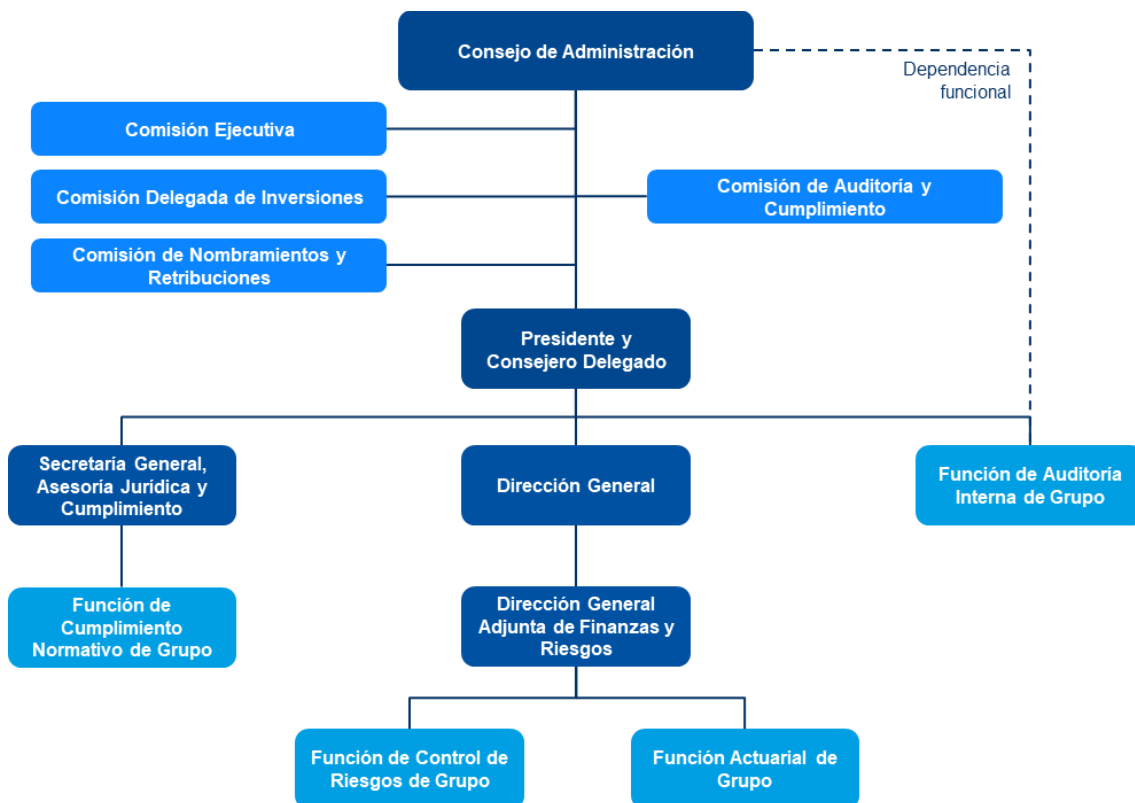 Consejo de Administración
Dependencia
funcional
Comisión Ejecutiva
Comisión Delegada de Inversiones
Comisión de Auditoría y
Cumplimiento
Comisión de Nombramientos y
Retribuciones
Presidente y
Consejero Delegado
Secretaría General,
Asesoría Jurídica y
Cumplimiento
Dirección General
Función de Auditoría
Interna de Grupo
Función de
Cumplimiento
Normativo de Grupo
Dirección General
Adjunta de Finanzas y
Riesgos
Función de Control de
Riesgos de Grupo
Función Actuarial de
Grupo